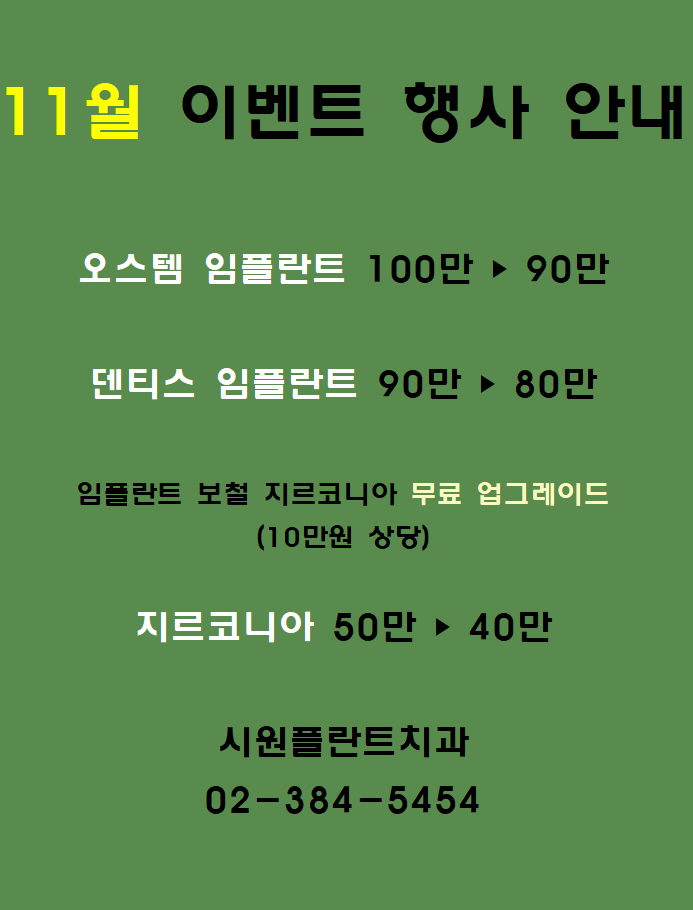 11월 이벤트 행사 안내
오스템 임플란트 100만 ▶ 90만
덴티스 임플란트 90만 ▶ 80만
임플란트 보철 지르코니아 무료 업그레이드
(10만원 상당)
지르코니아 50만 ▶ 40만
시원플란트치과
02-384-5454